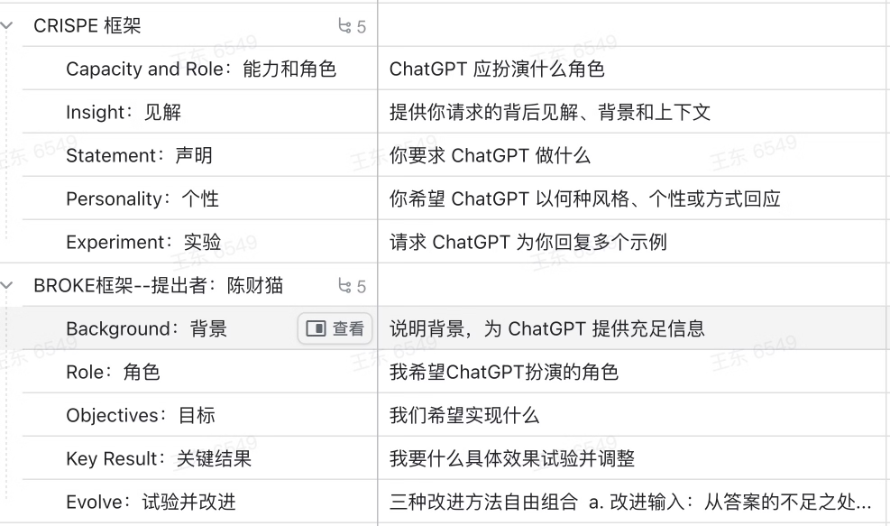 CRISPE 框架 5
Capacity and Role：能力和角色 ChatGPT 应扮演什么角色
Insight：见解 提供你请求的背后见解、背景和上下文
Statement：声明 你要求 ChatGPT 做什么
Personality：个性 你希望 ChatGPT 以何种风格、个性或方式回应
Experiment：实验 请求 ChatGPT 为你回复多个示例
BROKE框架--提出者：陈财猫 5
Background：背景 查看 说明背景，为 ChatGPT 提供充足信息
Role：角色 我希望ChatGPT扮演的角色
Objectives：目标 我们希望实现什么
Key Result：关键结果 我要什么具体效果试验并调整
Evolve：试验并改进 三种改进方法自由组合 a. 改进输入：从答案的不足之处...
王东 6549